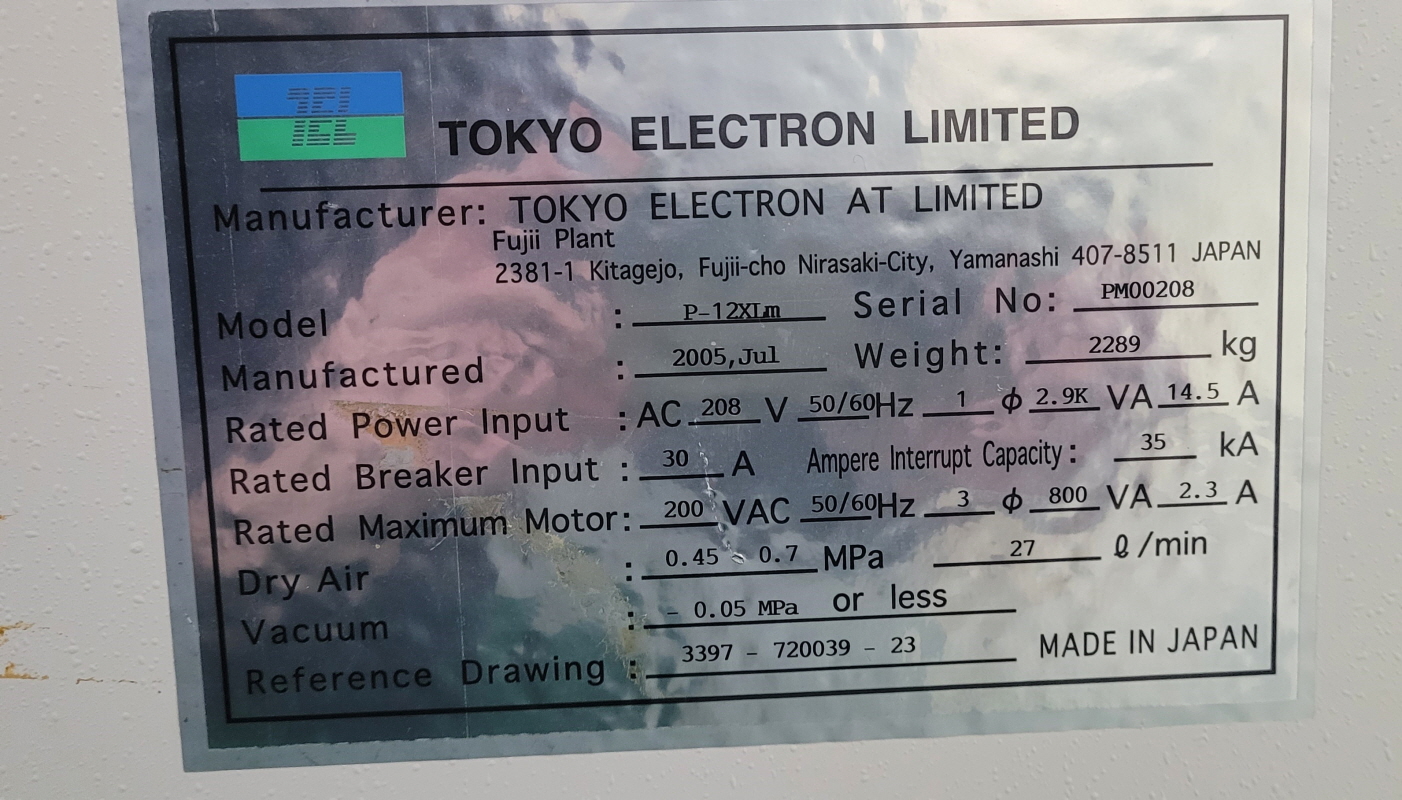 TEL
TOKYO ELECTRON LIMITED
Manufacturer: TOKYO ELECTRON AT LIMITED
Fujii Plant
2381-1 Kitagejo, Fujii-cho Nirasaki-City, Yamanashi 407-8511 JAPAN
Model : P-12XLm Serial No: PM00208
Manufactured : 2005,Jul Weight: 2289 kg
Rated Power Input : AC 208 V 50/60Hz 1 ϕ 2.9K VA 14.5 A
Rated Breaker Input : 30 A Ampere Interrupt Capacity : 35 kA
Rated Maximum Motor: 200 VAC 50/60Hz 3 ϕ 800 VA 2.3 A
Dry Air : 0.45 ~ 0.7 MPa 27 ℓ/min
Vacuum : - 0.05 MPa or less
Reference Drawing : 3397 - 720039 - 23 MADE IN JAPAN